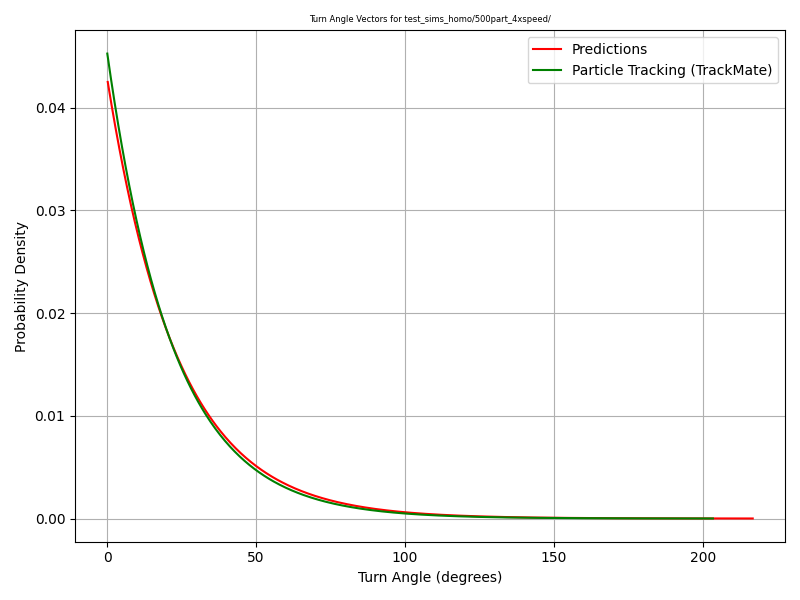 Turn Angle Vectors for test_sims_homo/500part_4xspeed/
Predictions
Particle Tracking (TrackMate)
Probability Density
0.04
0.03
0.02
0.01
0.00
0
50
100
150
200
Turn Angle (degrees)